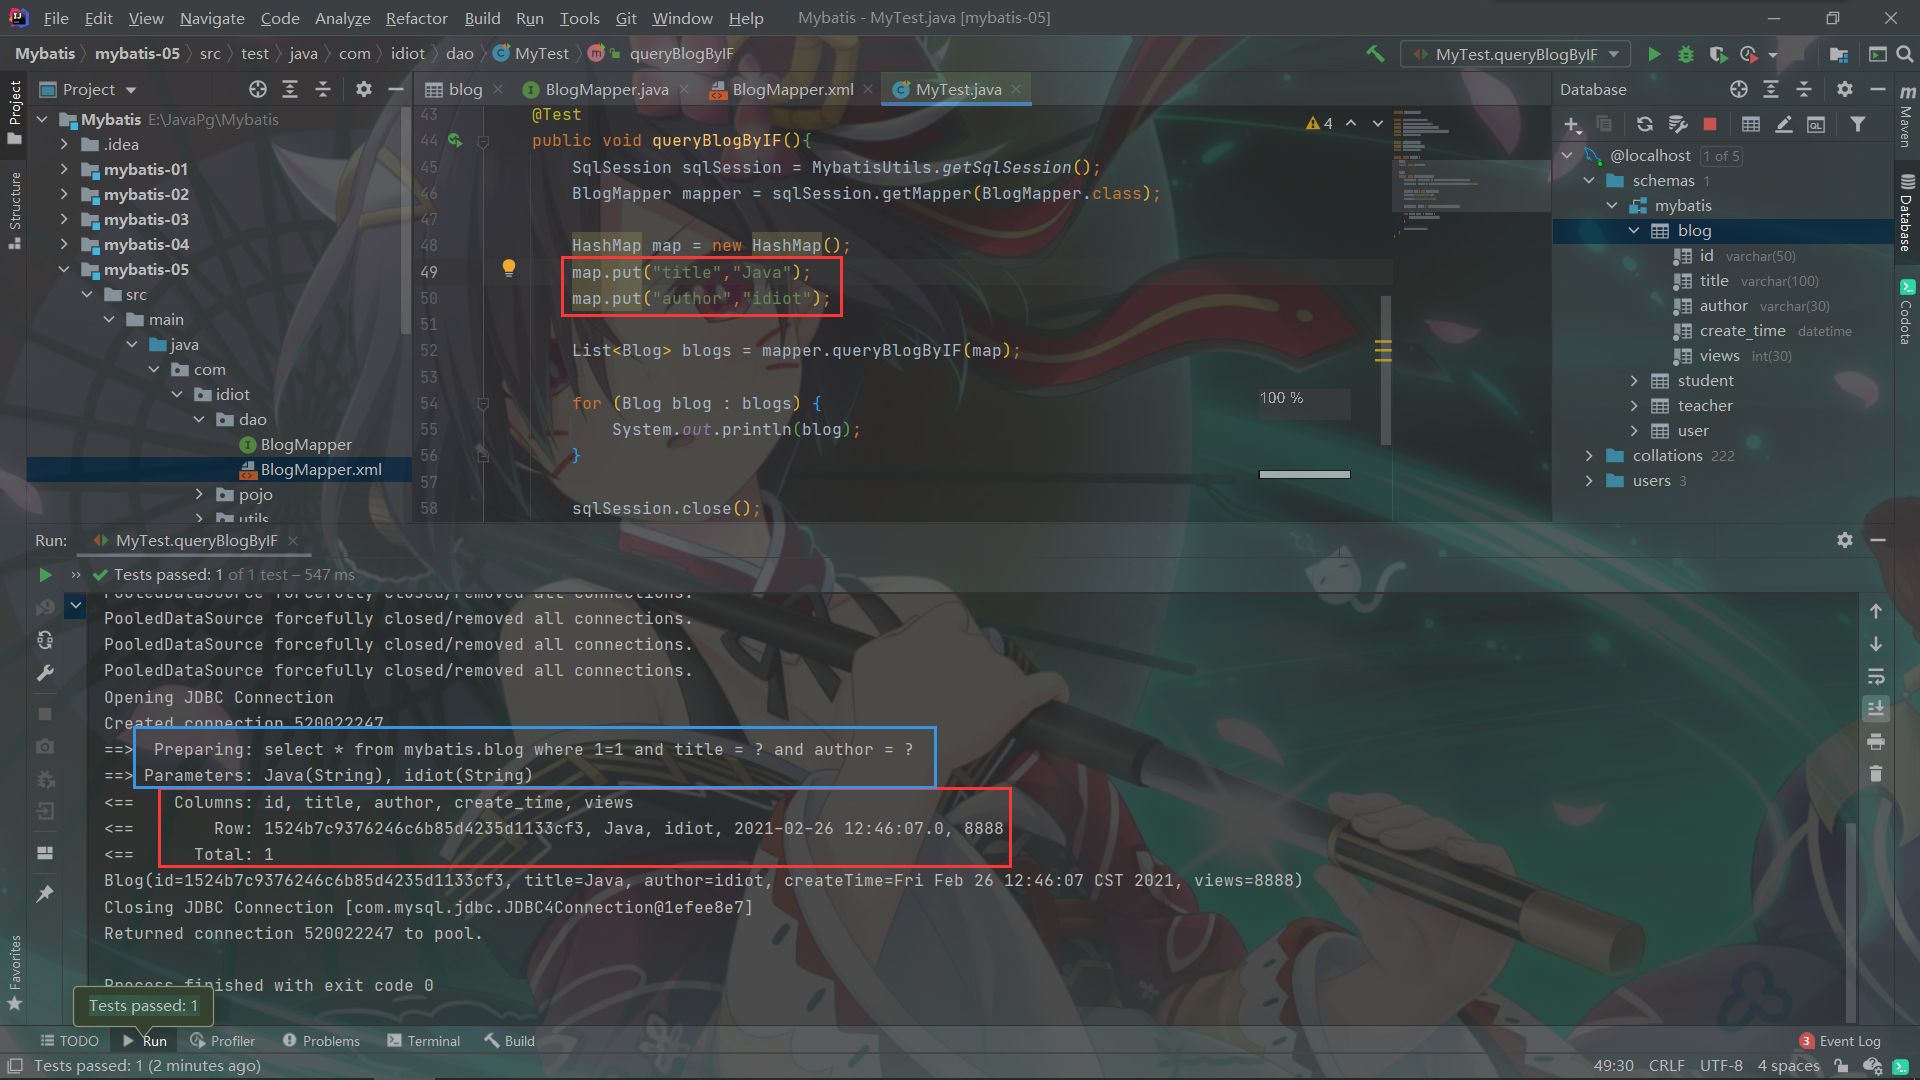 File Edit View Navigate Code Analyze Refactor Build Run Tools Git Window Help Mybatis - MyTest.java [mybatis-05]
Mybatis mybatis-05 src test java com idiot dao MyTest queryBlogByIF MyTest.queryBlogByIF
Project
Structure
Favorites
Project
Mybatis E:\JavaPg\Mybatis
.idea
mybatis-01
mybatis-02
mybatis-03
mybatis-04
mybatis-05
src
main
java
com
idiot
dao
BlogMapper
BlogMapper.xml
pojo
utils
blog BlogMapper.java BlogMapper.xml MyTest.java
4
43 @Test
44 public void queryBlogByIF(){
45 SqlSession sqlSession = MybatisUtils.getSqlSession();
46 BlogMapper mapper = sqlSession.getMapper(BlogMapper.class);
47
48 HashMap map = new HashMap();
49 map.put("title","Java");
50 map.put("author","idiot");
51
52 List<Blog> blogs = mapper.queryBlogByIF(map);
53
54 for (Blog blog : blogs) {
55 System.out.println(blog);
56 }
57
58 sqlSession.close();
100 %
Database
@localhost 1 of 5
schemas 1
mybatis
blog
id varchar(50)
title varchar(100)
author varchar(30)
create_time datetime
views int(30)
student
teacher
user
collations 222
users 3
Maven
Database
Codota
Run: MyTest.queryBlogByIF
Tests passed: 1 of 1 test – 547 ms
PooledDataSource forcefully closed/removed all connections.
PooledDataSource forcefully closed/removed all connections.
PooledDataSource forcefully closed/removed all connections.
PooledDataSource forcefully closed/removed all connections.
Opening JDBC Connection
Created connection 520022247
==> Preparing: select * from mybatis.blog where 1=1 and title = ? and author = ?
==> Parameters: Java(String), idiot(String)
<== Columns: id, title, author, create_time, views
<== Row: 1524b7c9376246c6b85d4235d1133cf3, Java, idiot, 2021-02-26 12:46:07.0, 8888
<== Total: 1
Blog(id=1524b7c9376246c6b85d4235d1133cf3, title=Java, author=idiot, createTime=Fri Feb 26 12:46:07 CST 2021, views=8888)
Closing JDBC Connection [com.mysql.jdbc.JDBC4Connection@1efee8e7]
Returned connection 520022247 to pool.
Process finished with exit code 0
Tests passed: 1
TODO Run Profiler Problems Terminal Build 3 Event Log
Tests passed: 1 (2 minutes ago) 49:30 CRLF UTF-8 4 spaces